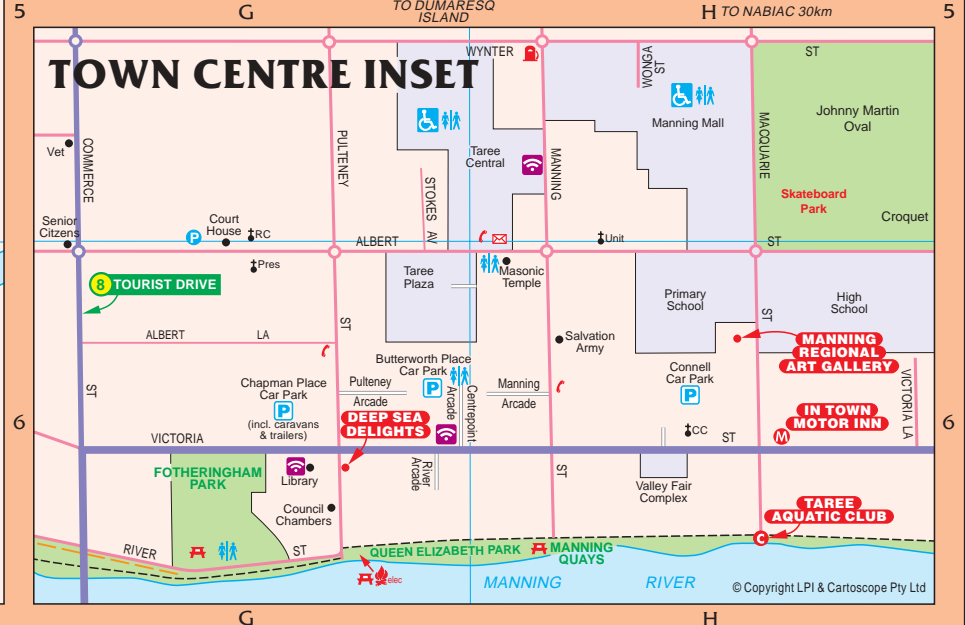 5
G
TO DUMARESQ
ISLAND
H
TO NABIAC 30km
5
TOWN CENTRE INSET
WYNTER
WONGA
ST
ST
Manning Mall
Johnny Martin
Oval
Vet
COMMERCE
PULTENEY
Taree
Central
MANNING
MACQUARIE
STOKES
AV
Skateboard
Park
Senior
Citzens
P
Court
House
RC
ALBERT
Unit
ST
Croquet
Pres
8 TOURIST DRIVE
Taree
Plaza
Masonic
Temple
Primary
School
High
School
ALBERT
LA
ST
ST
Salvation
Army
MANNING
REGIONAL
ART GALLERY
ST
Butterworth Place
Car Park
P
Chapman Place
Car Park
P
(incl. caravans
& trailers)
Pulteney
Arcade
Arcade
Centrepoint
Manning
Arcade
Connell
Car Park
P
VICTORIA LA
6
DEEP SEA
DELIGHTS
IN TOWN
MOTOR INN
M
6
VICTORIA
CC
ST
FOTHERINGHAM
PARK
Library
River
Arcade
ST
Valley Fair
Complex
Council
Chambers
TAREE
AQUATIC CLUB
C
RIVER
ST
QUEEN ELIZABETH PARK
MANNING
QUAYS
elec
MANNING
RIVER
© Copyright LPI & Cartoscope Pty Ltd
G
H